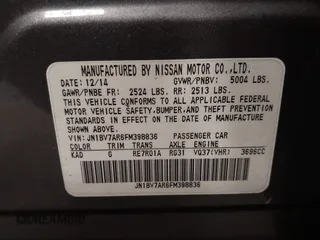 MANUFACTURED BY NISSAN MOTOR CO.,LTD.
DATE: 12/14 GVWR/PNBV: 5004 LBS.
GAWR/PNBE FR: 2524 LBS. RR: 2513 LBS.
THIS VEHICLE CONFORMS TO ALL APPLICABLE FEDERAL
MOTOR VEHICLE SAFETY, BUMPER, AND THEFT PREVENTION
STANDARDS IN EFFECT ON THE DATE OF MANUFACTURE
SHOWN ABOVE.
VIN: JN1BV7AR6FM398836 PASSENGER CAR
COLOR TRIM TRANS AXLE ENGINE
KAD G RE7R01A RG31 VQ37(VHR) 3696CC
JN1BV7AR6FM398836